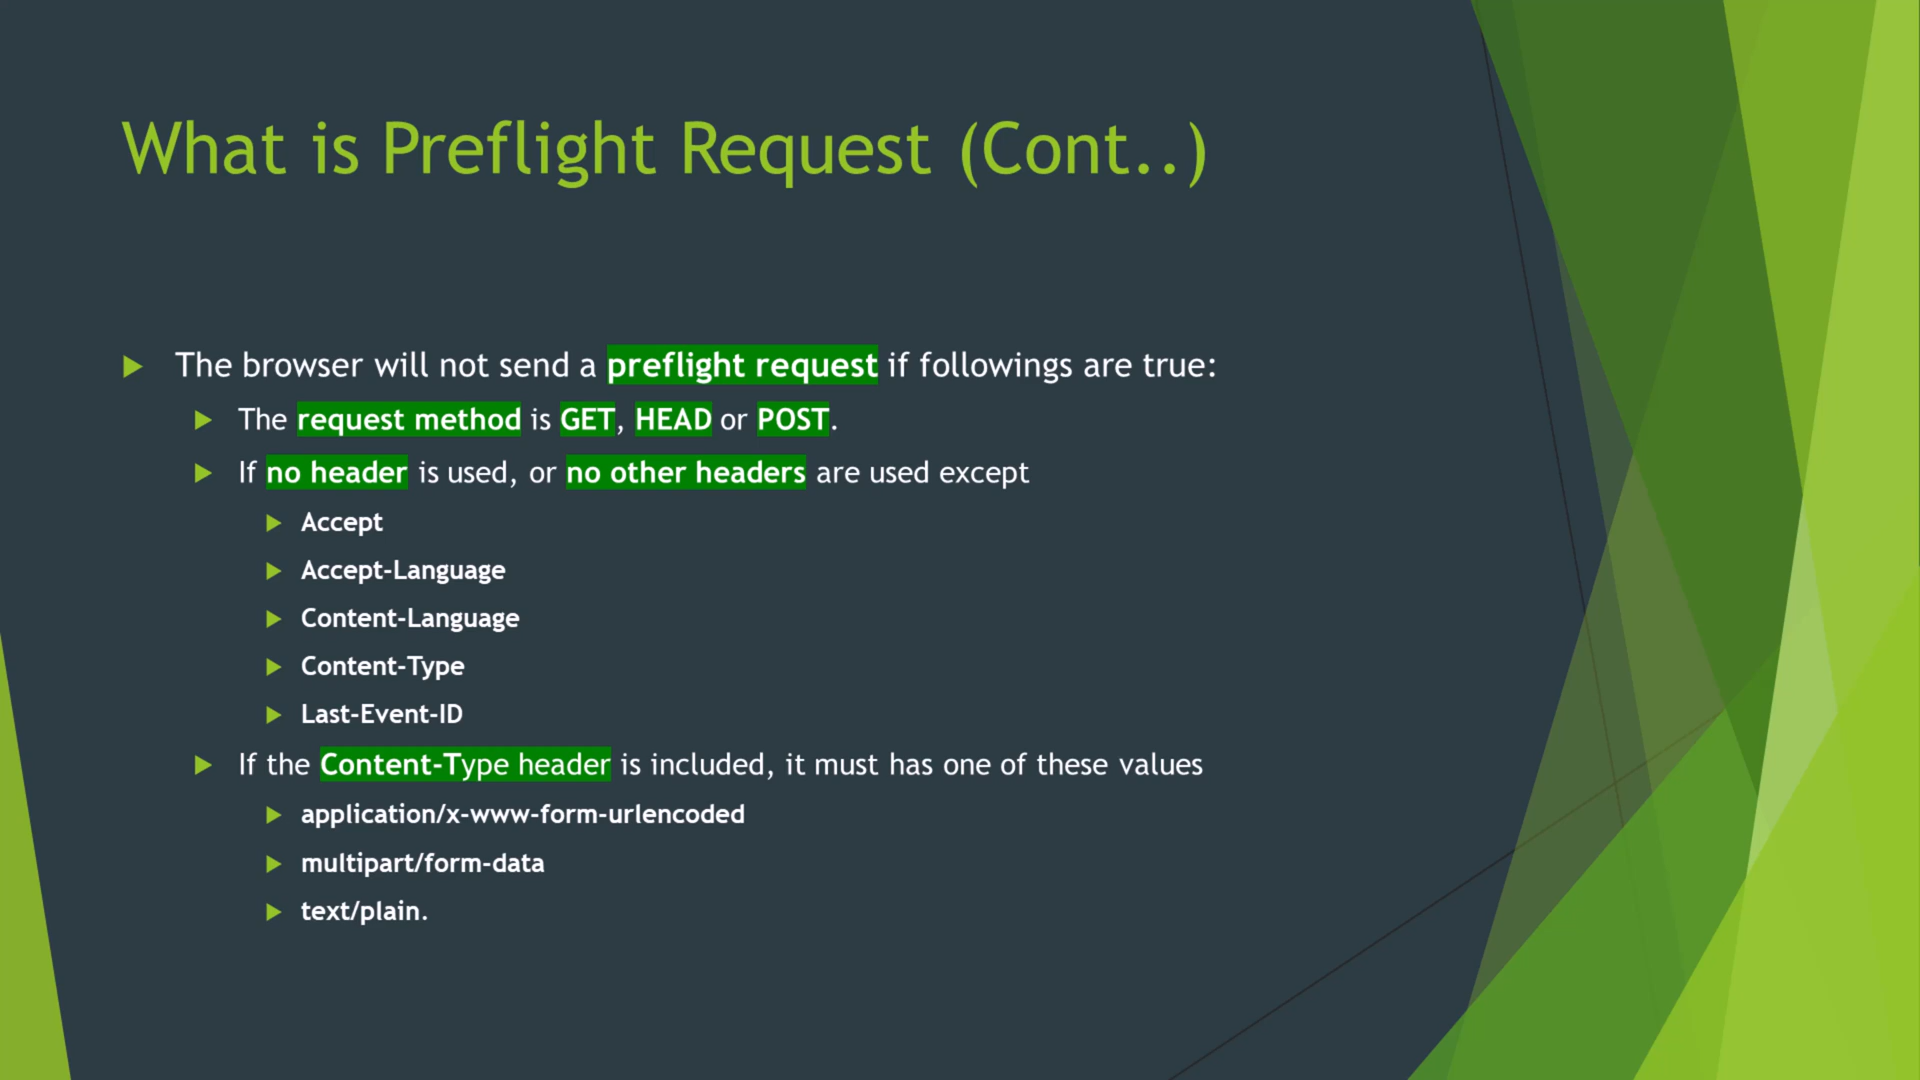 What is Preflight Request (Cont..)
The browser will not send a preflight request if followings are true:
The request method is GET, HEAD or POST.
If no header is used, or no other headers are used except
Accept
Accept-Language
Content-Language
Content-Type
Last-Event-ID
If the Content-Type header is included, it must has one of these values
application/x-www-form-urlencoded
multipart/form-data
text/plain.